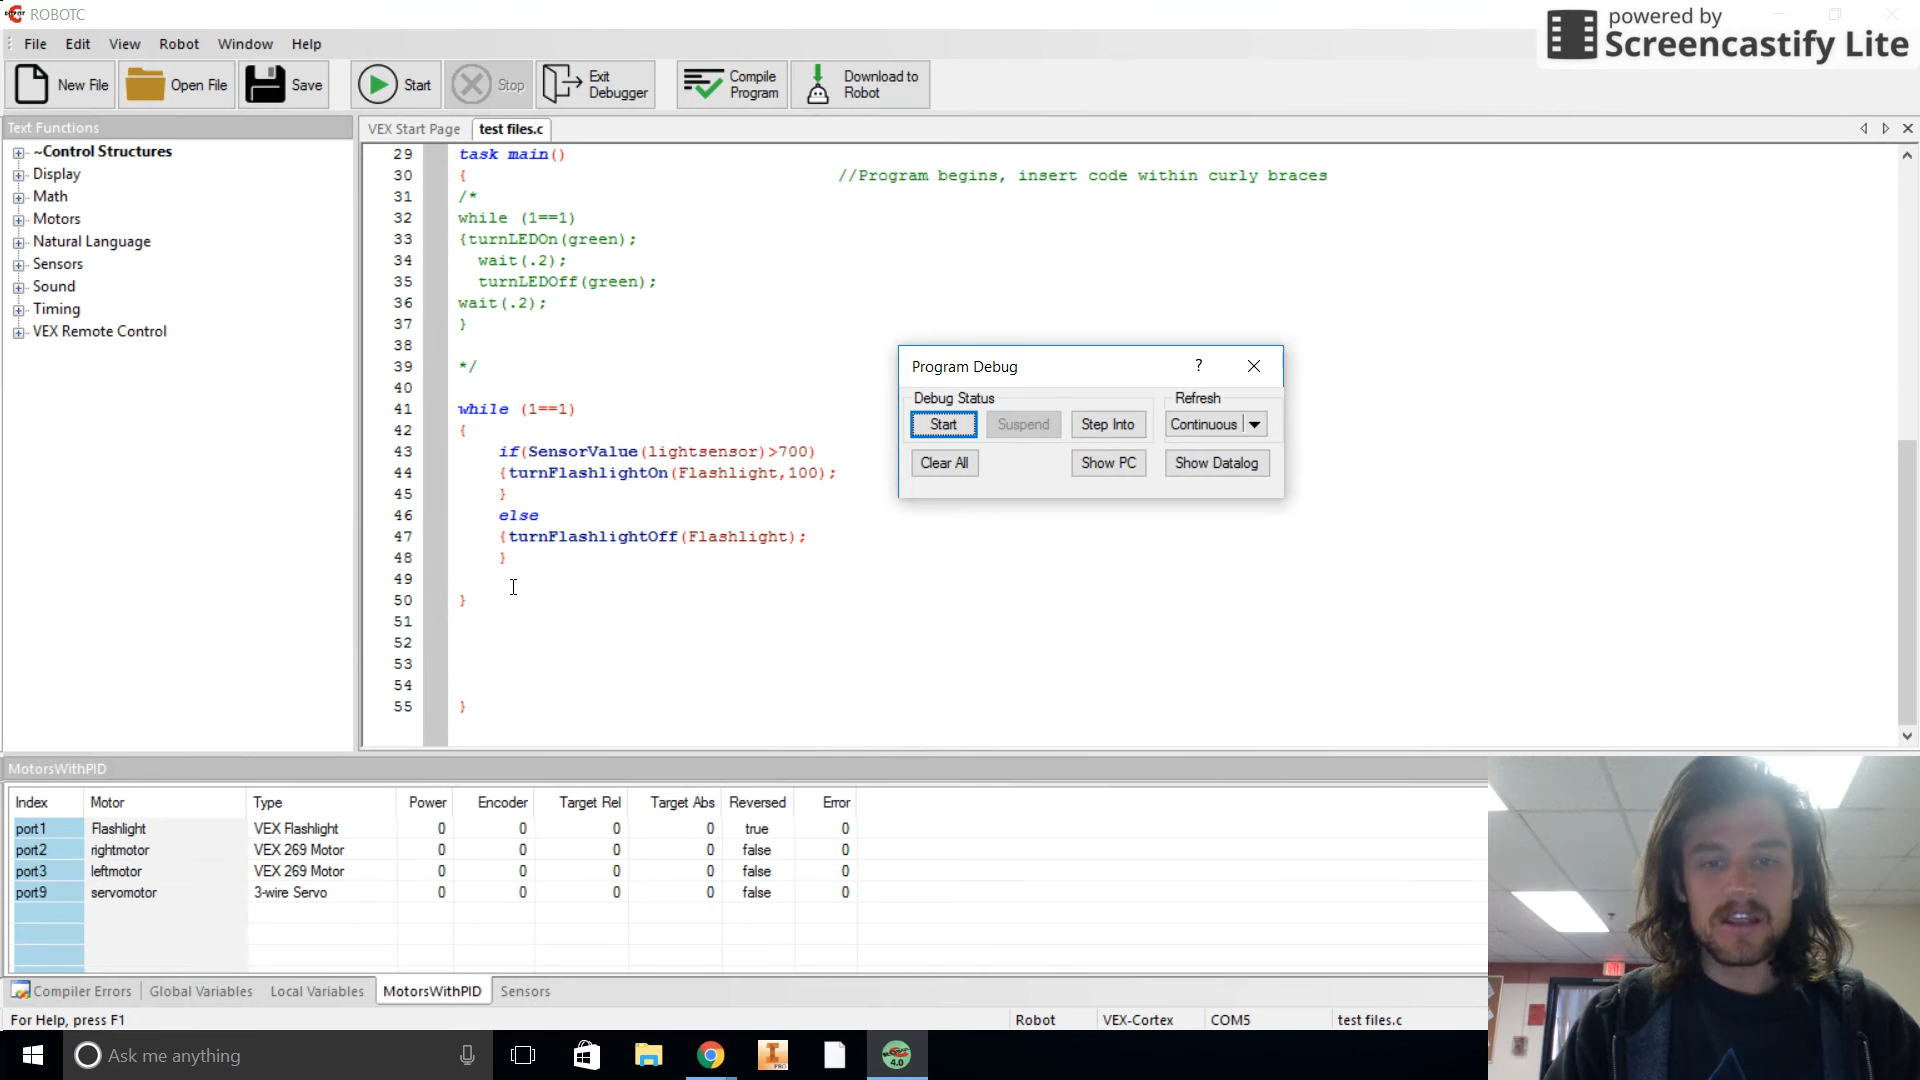 ROBOTC
powered by
Screencastify Lite
File Edit View Robot Window Help
New File Open File Save Start Stop Exit Debugger Compile Program Download to Robot
Text Functions
VEX Start Page test files.c
~Control Structures
Display
Math
Motors
Natural Language
Sensors
Sound
Timing
VEX Remote Control
29 task main()
30 { //Program begins, insert code within curly braces
31 /*
32 while (1==1)
33 {turnLEDOn(green);
34 wait(.2);
35 turnLEDOff(green);
36 wait(.2);
37 }
38
39 */
40
41 while (1==1)
42 {
43 if(SensorValue(lightsensor)>700)
44 {turnFlashlightOn(Flashlight,100);
45 }
46 else
47 {turnFlashlightOff(Flashlight);
48 }
49
50 }
51
52
53
54
55 }
Program Debug ?
Debug Status Refresh
Start Suspend Step Into Continuous
Clear All Show PC Show Datalog
MotorsWithPID
Index Motor Type Power Encoder Target Rel Target Abs Reversed Error
port1 Flashlight VEX Flashlight 0 0 0 0 true 0
port2 rightmotor VEX 269 Motor 0 0 0 0 false 0
port3 leftmotor VEX 269 Motor 0 0 0 0 false 0
port9 servomotor 3-wire Servo 0 0 0 0 false 0
Compiler Errors Global Variables Local Variables MotorsWithPID Sensors
For Help, press F1 Robot VEX-Cortex COM5 test files.c
Ask me anything